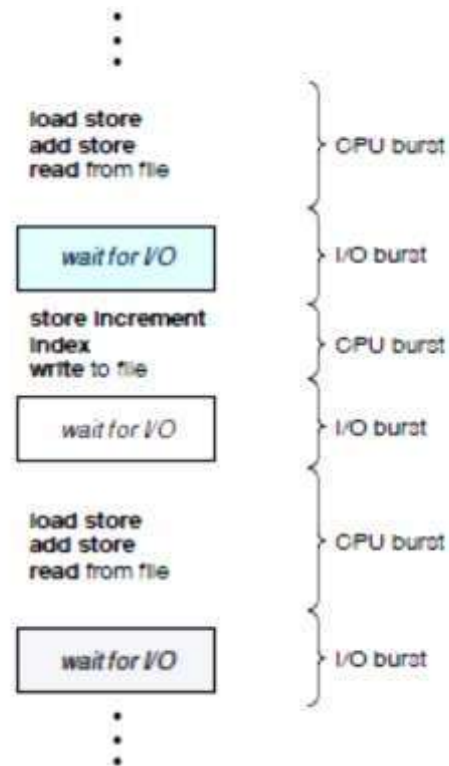 load store
add store
read from file
CPU burst
wait for I/O
I/O burst
store increment
index
write to file
CPU burst
wait for I/O
I/O burst
load store
add store
read from file
CPU burst
wait for I/O
I/O burst